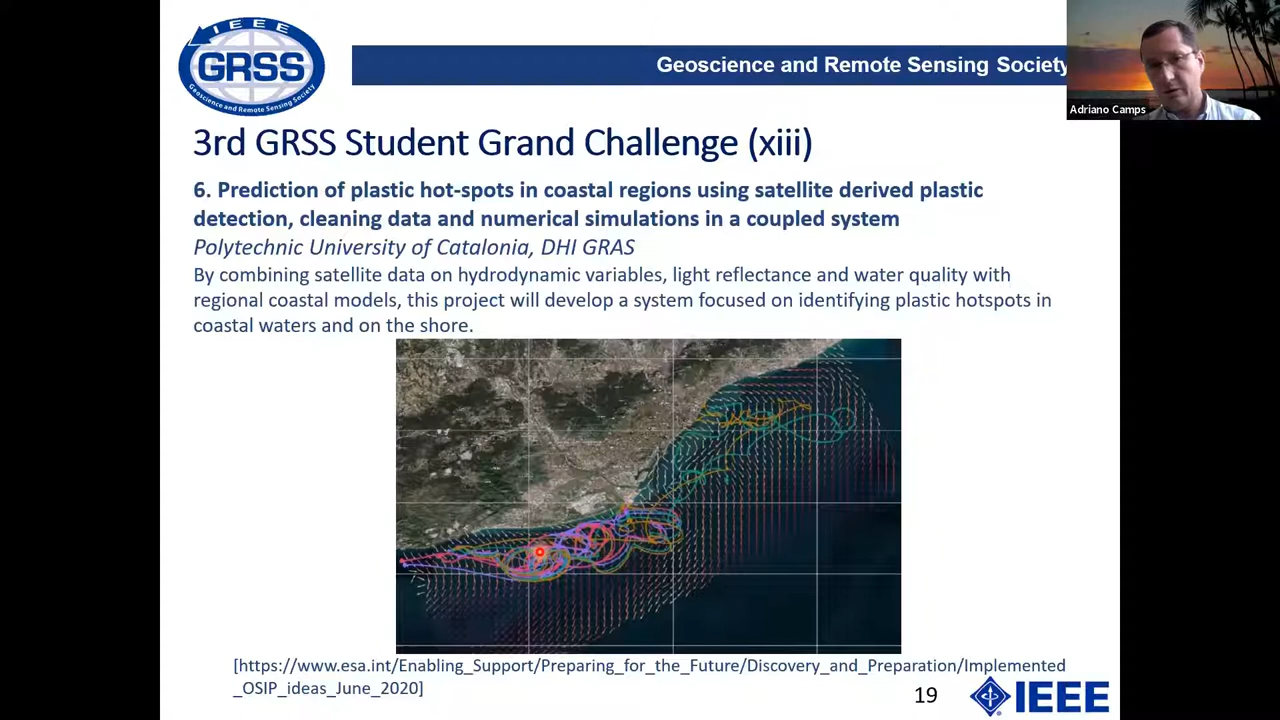 IEEE
GRSS
Geoscience and Remote Sensing Society
Geoscience and Remote Sensing Society
Adriano Camps
3rd GRSS Student Grand Challenge (xiii)
6. Prediction of plastic hot-spots in coastal regions using satellite derived plastic
detection, cleaning data and numerical simulations in a coupled system
Polytechnic University of Catalonia, DHI GRAS
By combining satellite data on hydrodynamic variables, light reflectance and water quality with
regional coastal models, this project will develop a system focused on identifying plastic hotspots in
coastal waters and on the shore.
[https://www.esa.int/Enabling_Support/Preparing_for_the_Future/Discovery_and_Preparation/Implemented
_OSIP_ideas_June_2020]
19
IEEE